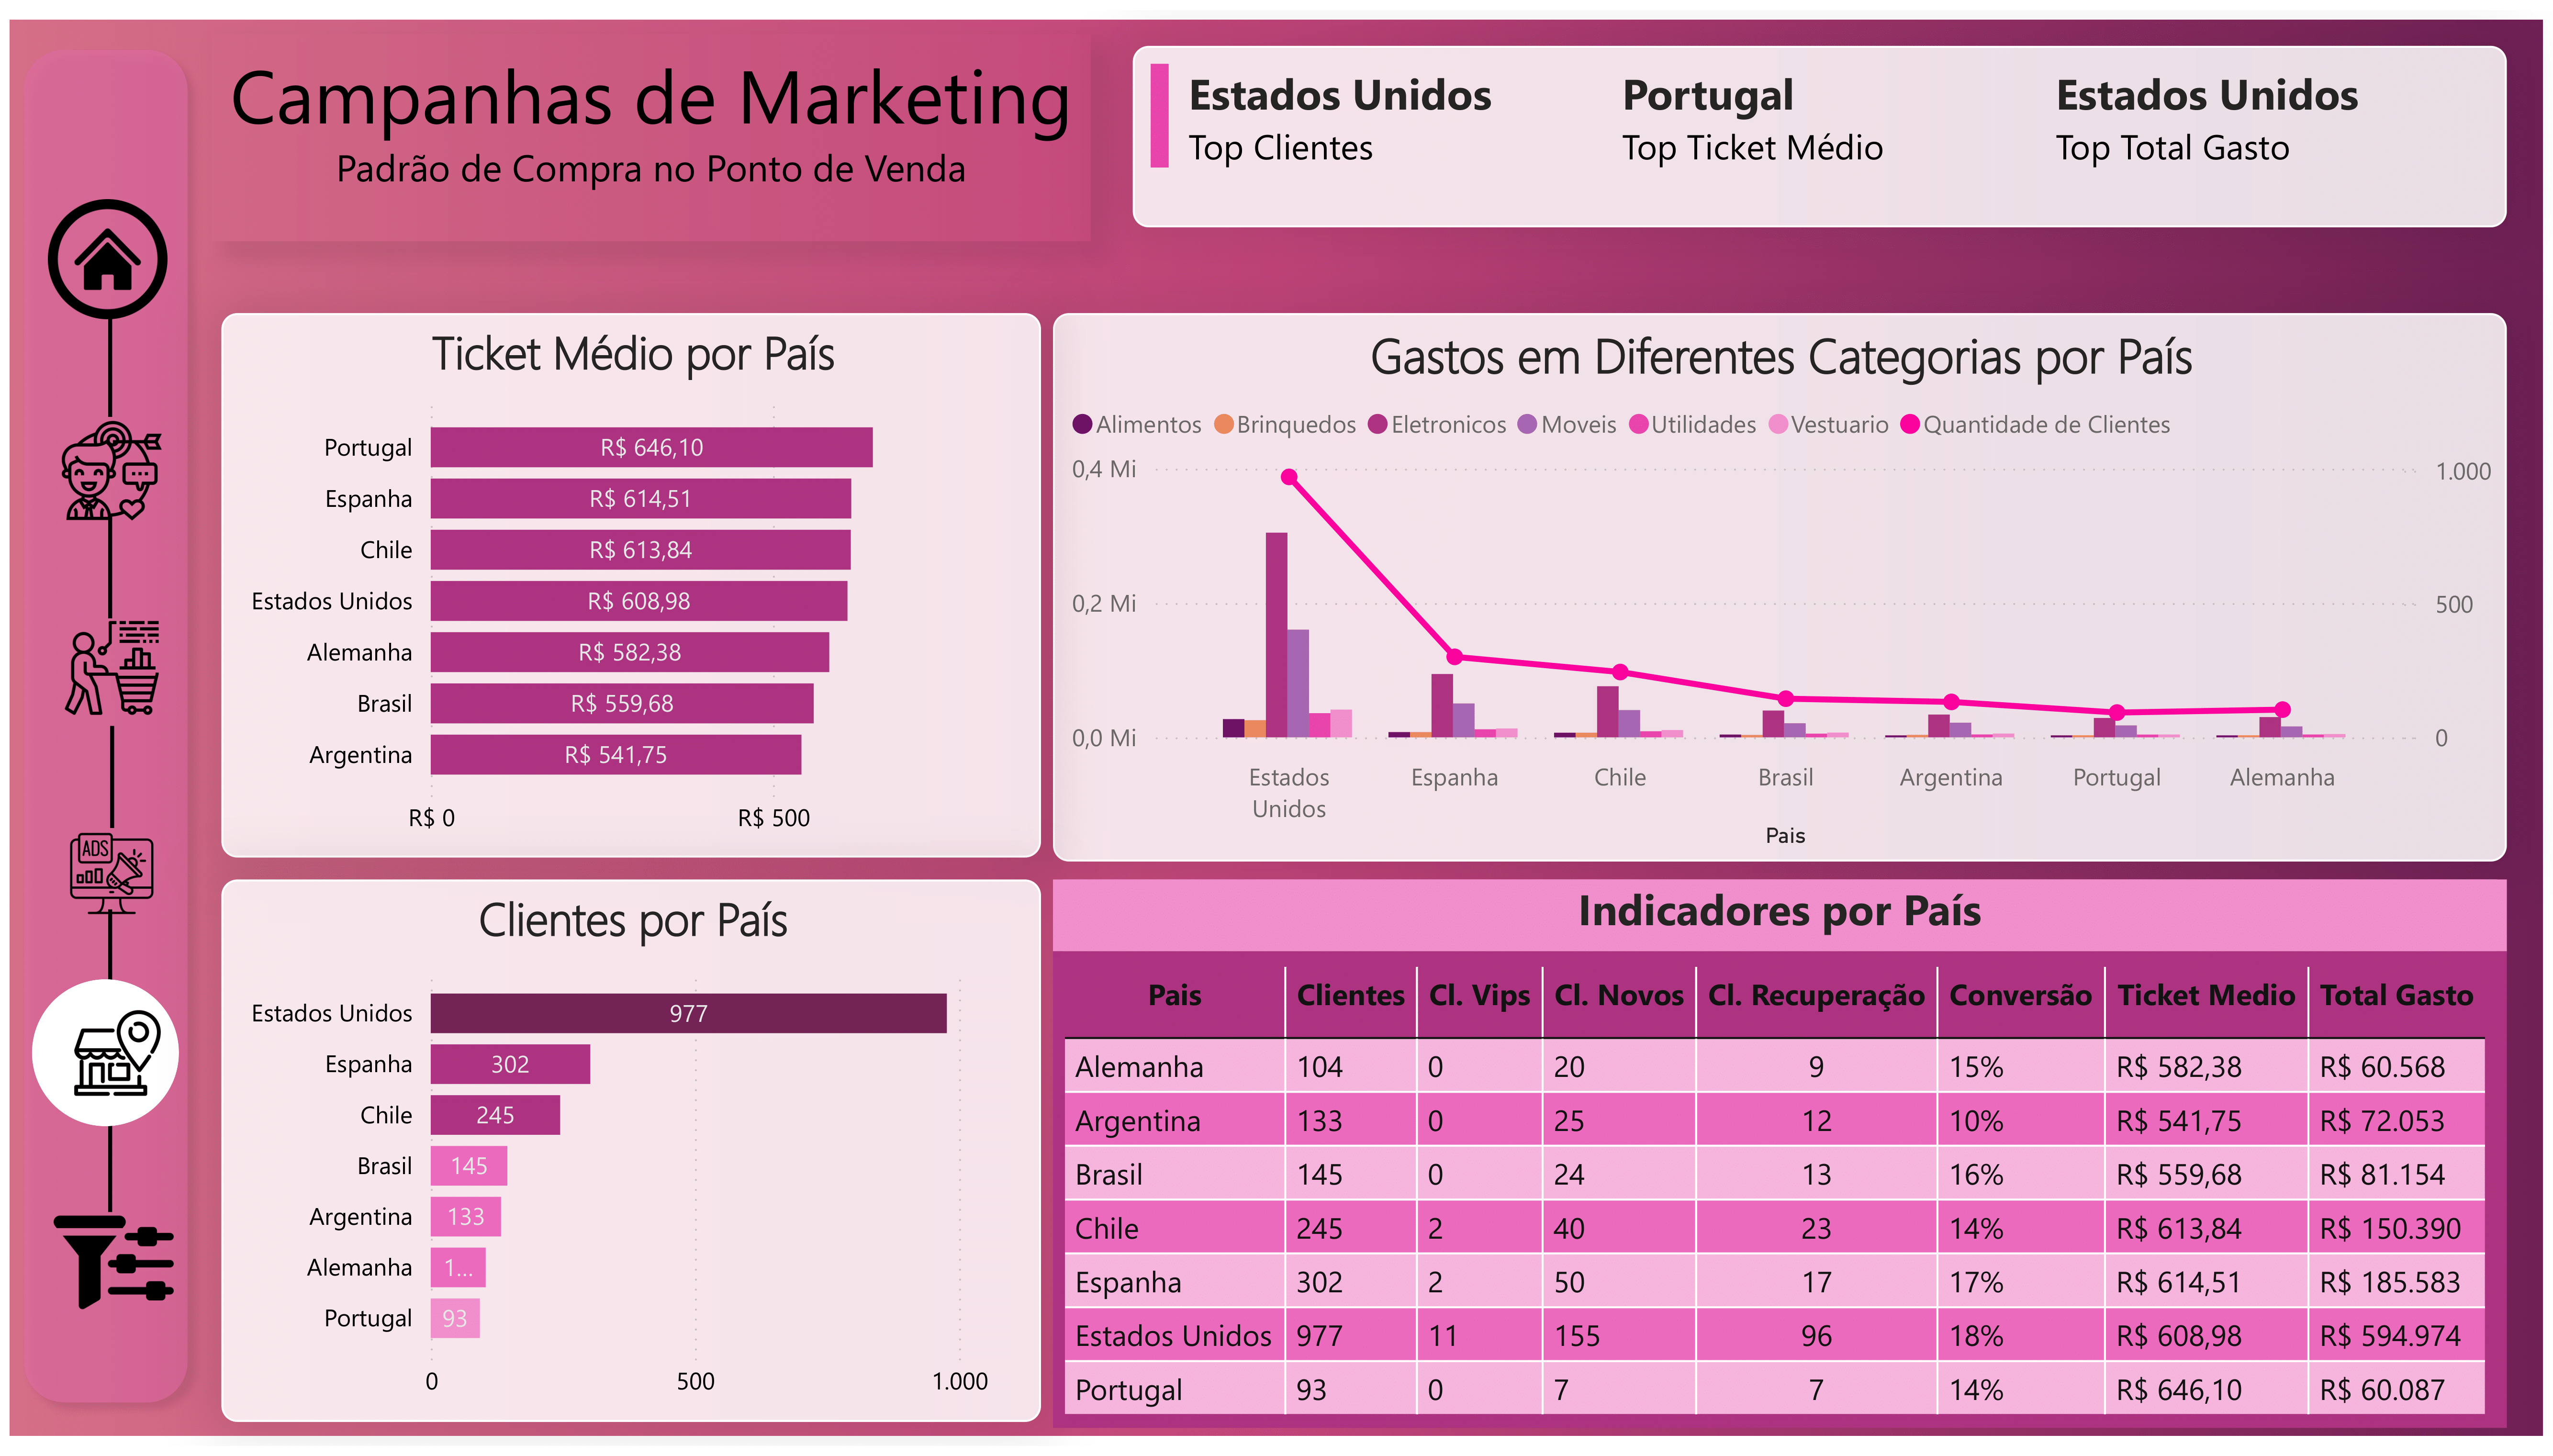 Campanhas de Marketing
Padrão de Compra no Ponto de Venda
Estados Unidos
Top Clientes
Portugal
Top Ticket Médio
Estados Unidos
Top Total Gasto
ADS
Ticket Médio por País
Portugal R$ 646,10
Espanha R$ 614,51
Chile R$ 613,84
Estados Unidos R$ 608,98
Alemanha R$ 582,38
Brasil R$ 559,68
Argentina R$ 541,75
R$ 0 R$ 500
Gastos em Diferentes Categorias por País
Alimentos Brinquedos Eletronicos Moveis Utilidades Vestuario Quantidade de Clientes
0,4 Mi 1.000
0,2 Mi 500
0,0 Mi 0
Estados Unidos Espanha Chile Brasil Argentina Portugal Alemanha
Pais
Clientes por País
Estados Unidos 977
Espanha 302
Chile 245
Brasil 145
Argentina 133
Alemanha 1...
Portugal 93
0 500 1.000
Indicadores por País
Pais Clientes Cl. Vips Cl. Novos Cl. Recuperação Conversão Ticket Medio Total Gasto
Alemanha 104 0 20 9 15% R$ 582,38 R$ 60.568
Argentina 133 0 25 12 10% R$ 541,75 R$ 72.053
Brasil 145 0 24 13 16% R$ 559,68 R$ 81.154
Chile 245 2 40 23 14% R$ 613,84 R$ 150.390
Espanha 302 2 50 17 17% R$ 614,51 R$ 185.583
Estados Unidos 977 11 155 96 18% R$ 608,98 R$ 594.974
Portugal 93 0 7 7 14% R$ 646,10 R$ 60.087